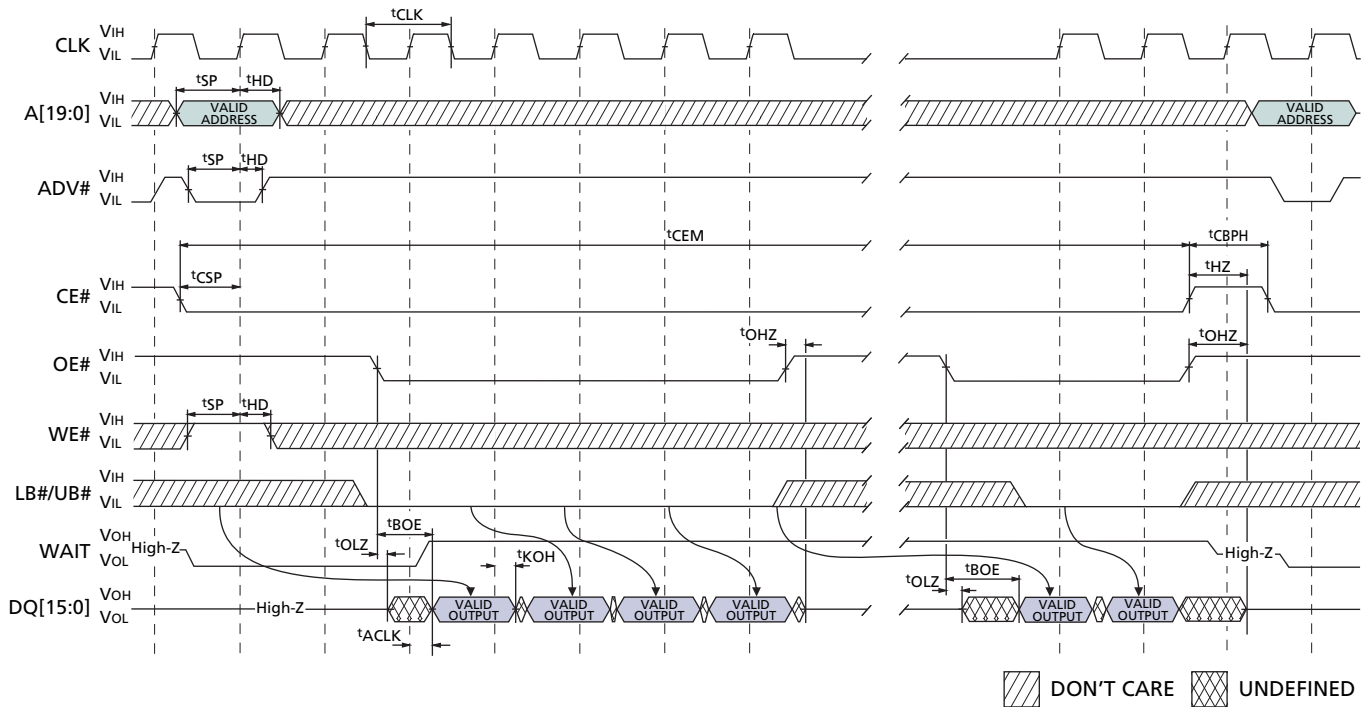 tCLK
CLK VIH
VIL
tSP tHD
A[19:0] VIH
VIL
VALID ADDRESS
VALID ADDRESS
tSP tHD
ADV# VIH
VIL
tCEM
tCBPH
tCSP
tHZ
CE# VIH
VIL
tOHZ
tOHZ
OE# VIH
VIL
tSP tHD
WE# VIH
VIL
LB#/UB# VIH
VIL
tBOE
WAIT VOH
VOL
High-Z
tOLZ
tKOH
High-Z
tOLZ
tBOE
DQ[15:0] VOH
VOL
High-Z
VALID OUTPUT
VALID OUTPUT
VALID OUTPUT
VALID OUTPUT
VALID OUTPUT
VALID OUTPUT
tACLK
DON'T CARE
UNDEFINED